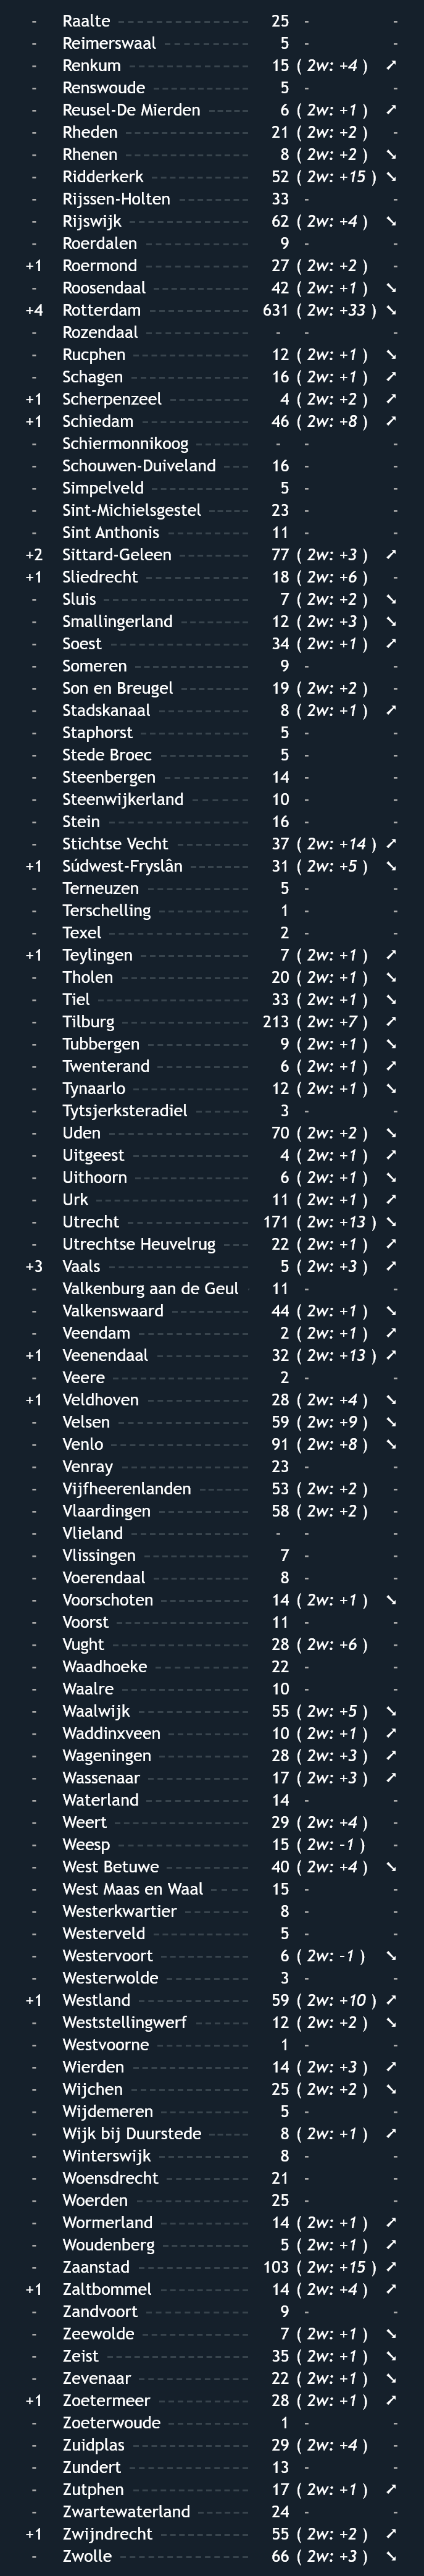 - Raalte 25 - -
- Reimerswaal 5 - -
- Renkum 15 ( 2w: +4 ) ↗
- Renswoude 5 - -
- Reusel-De Mierden 6 ( 2w: +1 ) ↗
- Rheden 21 ( 2w: +2 ) -
- Rhenen 8 ( 2w: +2 ) ↘
- Ridderkerk 52 ( 2w: +15 ) ↘
- Rijssen-Holten 33 - -
- Rijswijk 62 ( 2w: +4 ) ↘
- Roerdalen 9 - -
+1 Roermond 27 ( 2w: +2 ) -
- Roosendaal 42 ( 2w: +1 ) ↘
+4 Rotterdam 631 ( 2w: +33 ) ↘
- Rozendaal - - -
- Rucphen 12 ( 2w: +1 ) ↘
- Schagen 16 ( 2w: +1 ) ↗
+1 Scherpenzeel 4 ( 2w: +2 ) ↗
+1 Schiedam 46 ( 2w: +8 ) ↗
- Schiermonnikoog - - -
- Schouwen-Duiveland 16 - -
- Simpelveld 5 - -
- Sint-Michielsgestel 23 - -
- Sint Anthonis 11 - -
+2 Sittard-Geleen 77 ( 2w: +3 ) ↗
+1 Sliedrecht 18 ( 2w: +6 ) -
- Sluis 7 ( 2w: +2 ) ↘
- Smallingerland 12 ( 2w: +3 ) ↘
- Soest 34 ( 2w: +1 ) ↗
- Someren 9 - -
- Son en Breugel 19 ( 2w: +2 ) -
- Stadskanaal 8 ( 2w: +1 ) ↗
- Staphorst 5 - -
- Stede Broec 5 - -
- Steenbergen 14 - -
- Steenwijkerland 10 - -
- Stein 16 - -
- Stichtse Vecht 37 ( 2w: +14 ) ↗
+1 Súdwest-Fryslân 31 ( 2w: +5 ) ↘
- Terneuzen 5 - -
- Terschelling 1 - -
- Texel 2 - -
+1 Teylingen 7 ( 2w: +1 ) ↗
- Tholen 20 ( 2w: +1 ) ↘
- Tiel 33 ( 2w: +1 ) ↘
- Tilburg 213 ( 2w: +7 ) ↗
- Tubbergen 9 ( 2w: +1 ) ↘
- Twenterand 6 ( 2w: +1 ) ↗
- Tynaarlo 12 ( 2w: +1 ) ↘
- Tytsjerksteradiel 3 - -
- Uden 70 ( 2w: +2 ) ↘
- Uitgeest 4 ( 2w: +1 ) ↗
- Uithoorn 6 ( 2w: +1 ) ↘
- Urk 11 ( 2w: +1 ) ↗
- Utrecht 171 ( 2w: +13 ) ↘
- Utrechtse Heuvelrug 22 ( 2w: +1 ) ↗
+3 Vaals 5 ( 2w: +3 ) ↗
- Valkenburg aan de Geul 11 - -
- Valkenswaard 44 ( 2w: +1 ) ↘
- Veendam 2 ( 2w: +1 ) ↗
+1 Veenendaal 32 ( 2w: +13 ) ↗
- Veere 2 - -
+1 Veldhoven 28 ( 2w: +4 ) ↘
- Velsen 59 ( 2w: +9 ) ↘
- Venlo 91 ( 2w: +8 ) ↘
- Venray 23 - -
- Vijfheerenlanden 53 ( 2w: +2 ) -
- Vlaardingen 58 ( 2w: +2 ) -
- Vlieland - - -
- Vlissingen 7 - -
- Voerendaal 8 - -
- Voorschoten 14 ( 2w: +1 ) ↘
- Voorst 11 - -
- Vught 28 ( 2w: +6 ) -
- Waadhoeke 22 - -
- Waalre 10 - -
- Waalwijk 55 ( 2w: +5 ) ↘
- Waddinxveen 10 ( 2w: +1 ) ↗
- Wageningen 28 ( 2w: +3 ) ↗
- Wassenaar 17 ( 2w: +3 ) ↗
- Waterland 14 - -
- Weert 29 ( 2w: +4 ) -
- Weesp 15 ( 2w: -1 ) -
- West Betuwe 40 ( 2w: +4 ) ↘
- West Maas en Waal 15 - -
- Westerkwartier 8 - -
- Westerveld 5 - -
- Westervoort 6 ( 2w: -1 ) ↘
- Westerwolde 3 - -
+1 Westland 59 ( 2w: +10 ) ↗
- Weststellingwerf 12 ( 2w: +2 ) ↘
- Westvoorne 1 - -
- Wierden 14 ( 2w: +3 ) ↗
- Wijchen 25 ( 2w: +2 ) ↘
- Wijdemeren 5 - -
- Wijk bij Duurstede 8 ( 2w: +1 ) ↗
- Winterswijk 8 - -
- Woensdrecht 21 - -
- Woerden 25 - -
- Wormerland 14 ( 2w: +1 ) ↗
- Woudenberg 5 ( 2w: +1 ) ↗
- Zaanstad 103 ( 2w: +15 ) ↗
+1 Zaltbommel 14 ( 2w: +4 ) ↗
- Zandvoort 9 - -
- Zeewolde 7 ( 2w: +1 ) ↘
- Zeist 35 ( 2w: +1 ) ↘
- Zevenaar 22 ( 2w: +1 ) ↘
+1 Zoetermeer 28 ( 2w: +1 ) ↗
- Zoeterwoude 1 - -
- Zuidplas 29 ( 2w: +4 ) -
- Zundert 13 - -
- Zutphen 17 ( 2w: +1 ) ↗
- Zwartewaterland 24 - -
+1 Zwijndrecht 55 ( 2w: +2 ) ↗
- Zwolle 66 ( 2w: +3 ) ↘